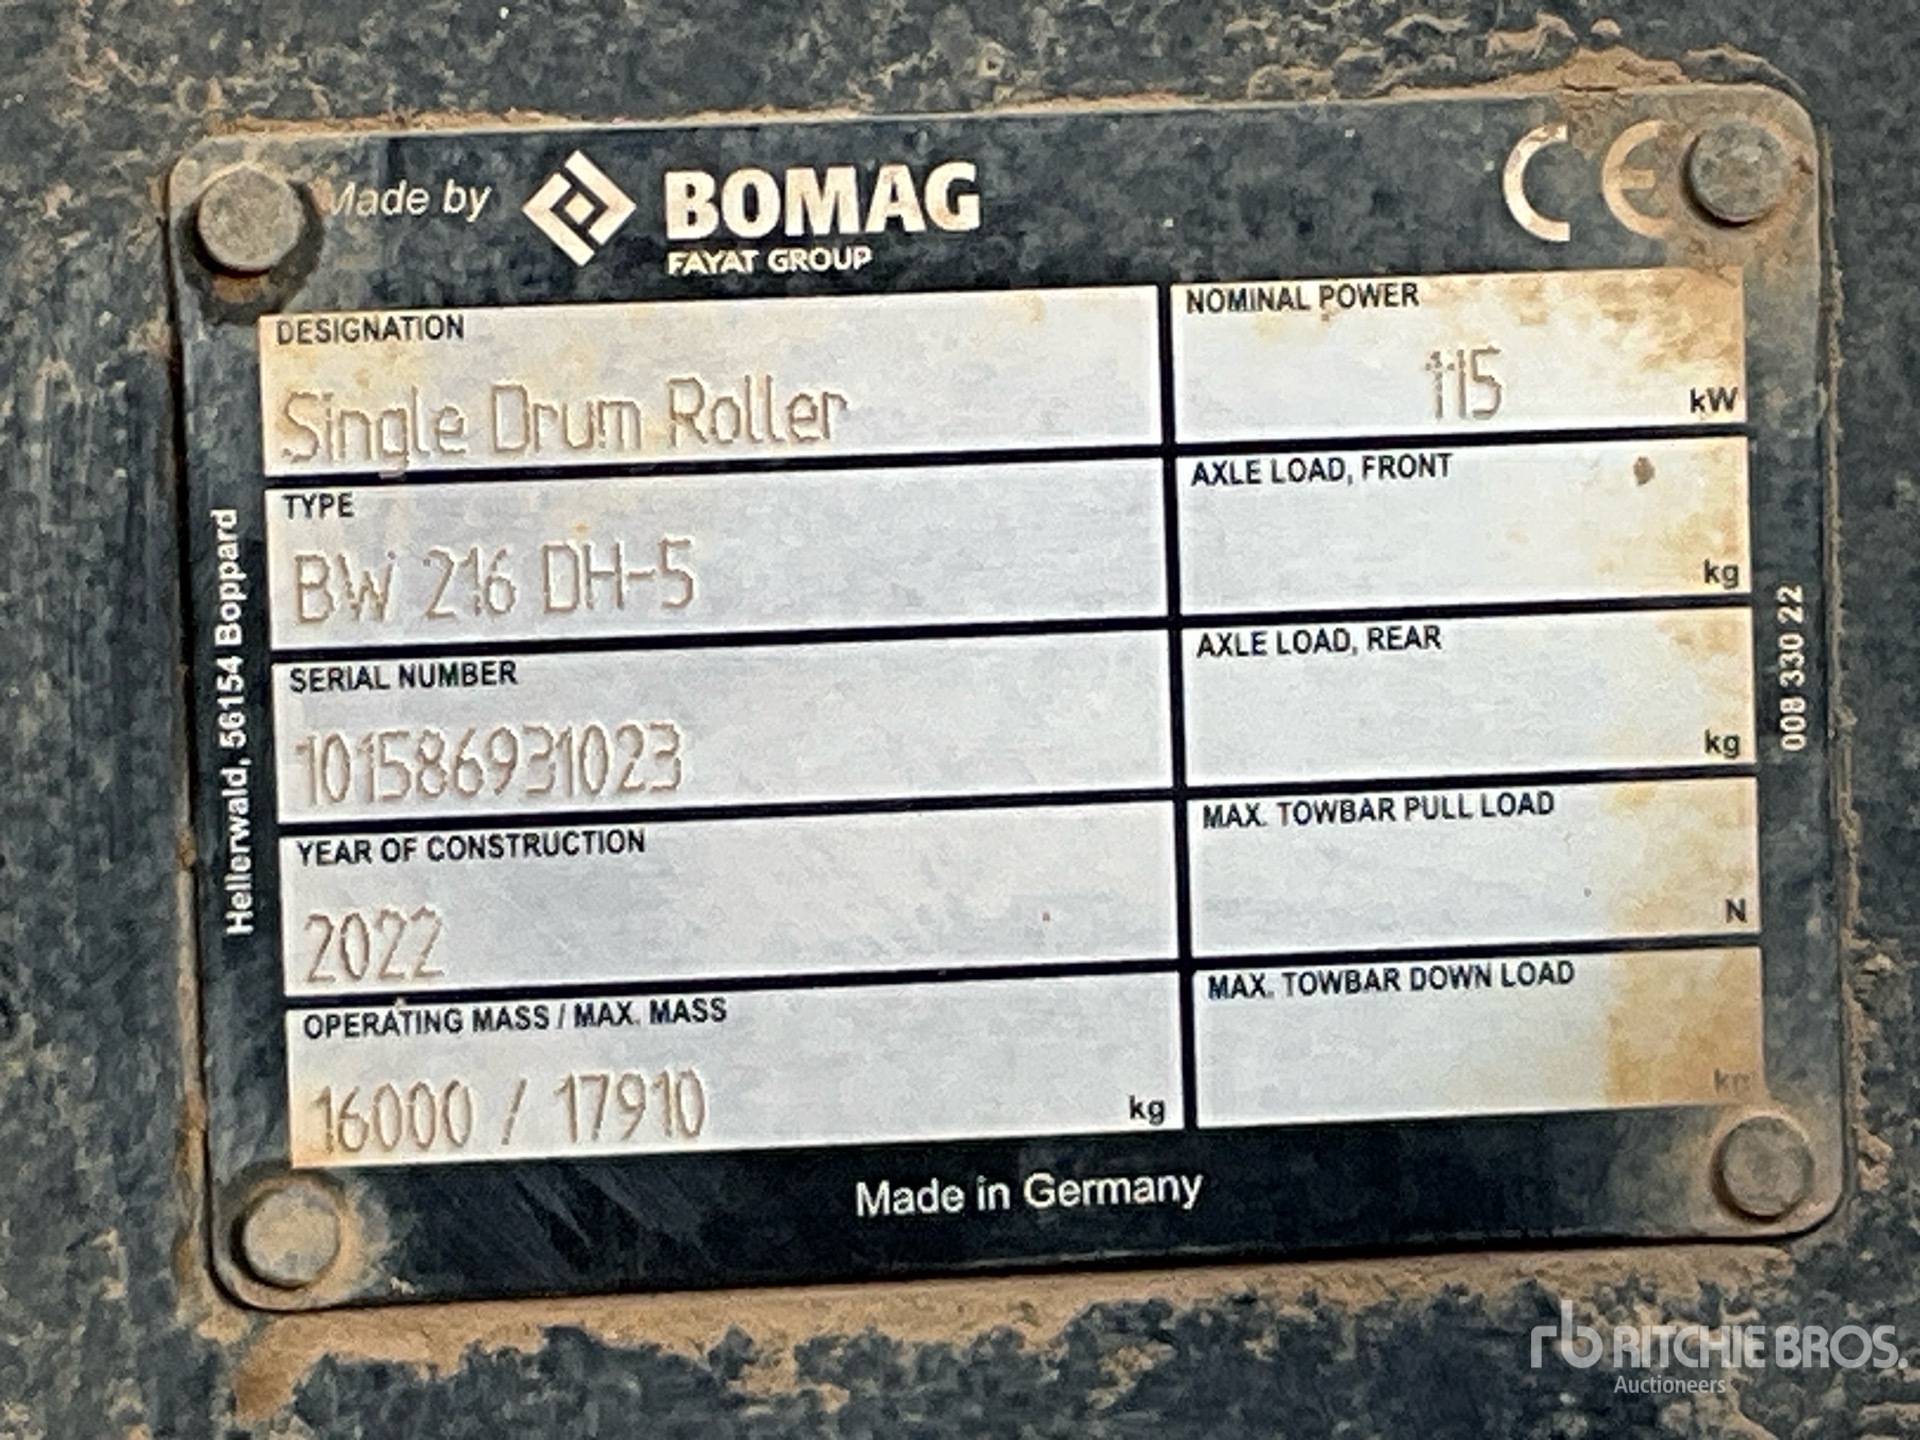 Made by BOMAG
FAYAT GROUP
CE
DESIGNATION
Single Drum Roller
NOMINAL POWER
115 kW
TYPE
BW 216 DH-5
AXLE LOAD, FRONT
kg
SERIAL NUMBER
101586931023
AXLE LOAD, REAR
kg
YEAR OF CONSTRUCTION
2022
MAX. TOWBAR PULL LOAD
N
OPERATING MASS / MAX. MASS
16000 / 17910 kg
MAX. TOWBAR DOWN LOAD
kg
Made in Germany
Hellerwald, 56154 Boppard
008 330 22
rb RITCHIE BROS.
Auctioneers